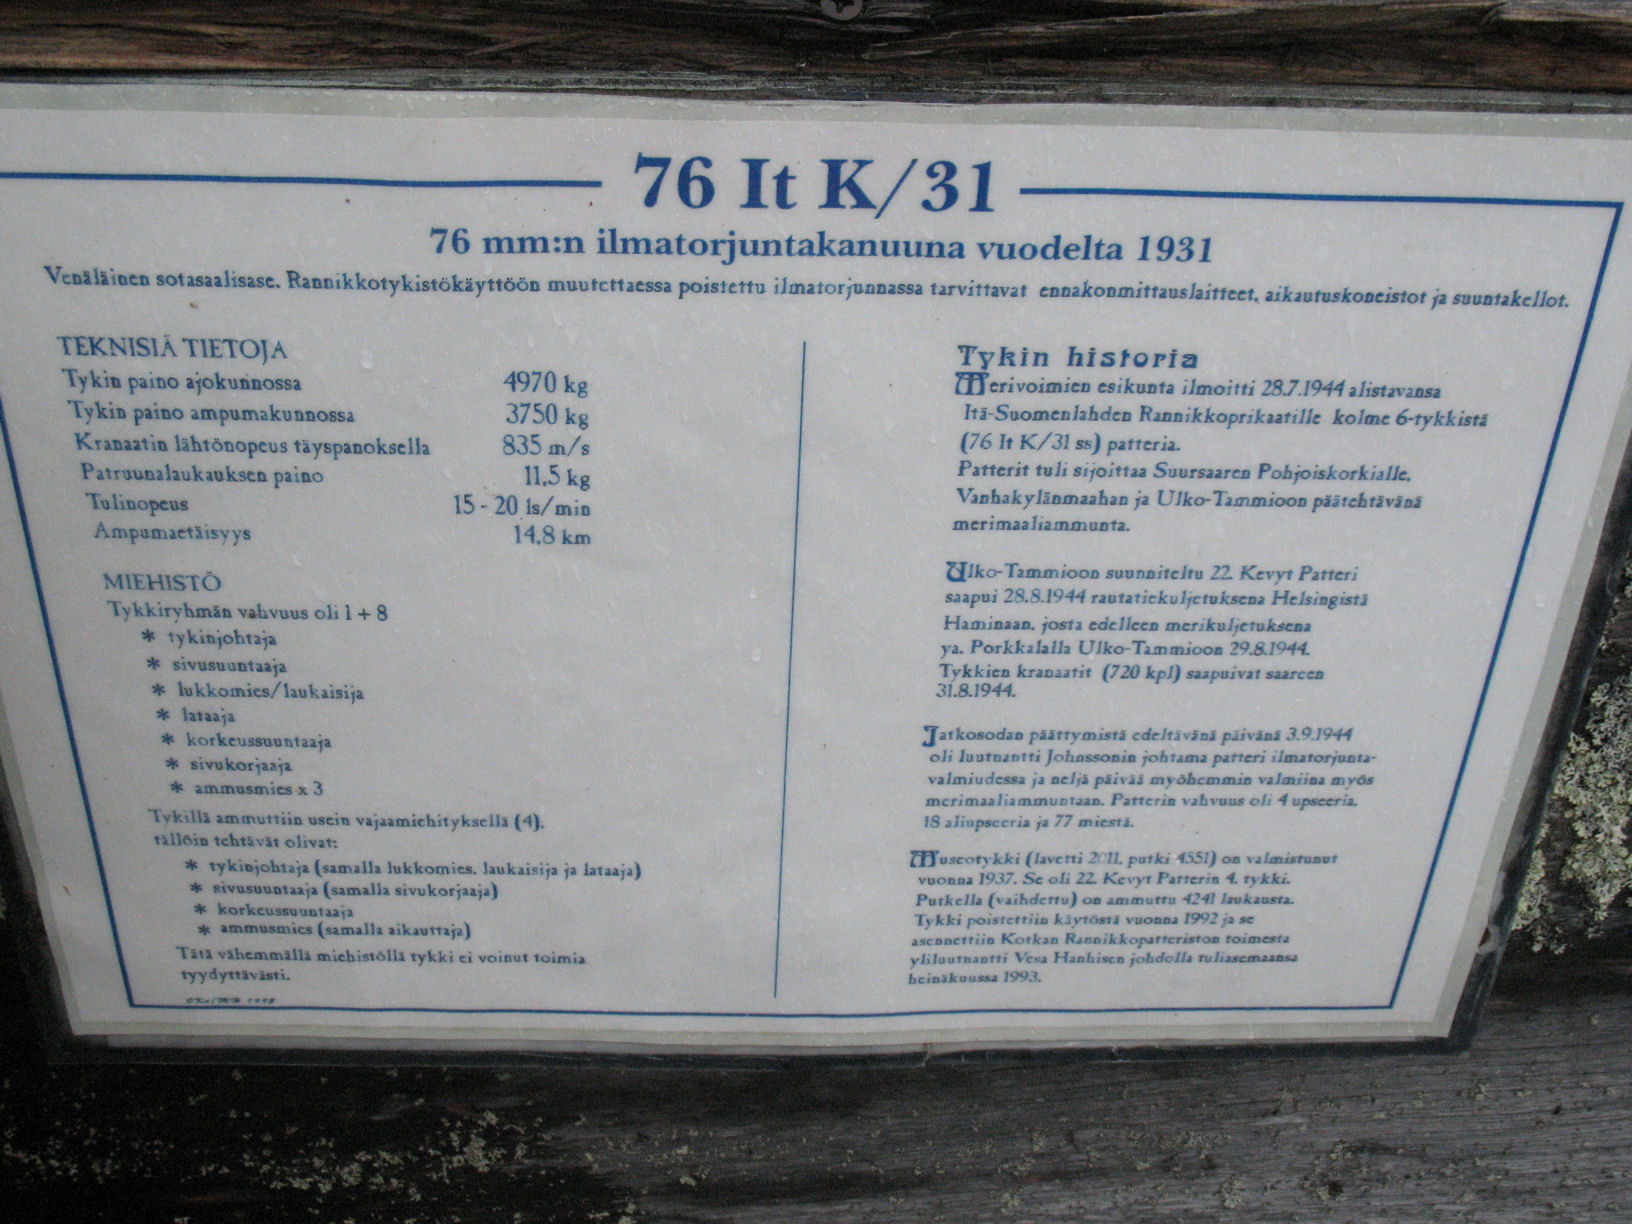 76 It K/31
76 mm:n ilmatorjuntakanuuna vuodelta 1931
Venäläinen sotasaalisase. Rannikkotykistökäyttöön muutettaessa poistettu ilmatorjunnassa tarvittavat ennakonmittauslaitteet, aikautuskoneistot ja suuntakellot.
TEKNISIÄ TIETOJA
Tykin paino ajokunnossa 4970 kg
Tykin paino ampumakunnossa 3750 kg
Kranaatin lähtönopeus täyspanoksella 835 m/s
Patruunalaukauksen paino 11,5 kg
Tulinopeus 15 - 20 ls/min
Ampumaetäisyys 14,8 km
MIEHISTÖ
Tykkiryhmän vahvuus oli 1 + 8
* tykinjohtaja
* sivusuuntaaja
* lukkomies/laukaisija
* lataaja
* korkeussuuntaaja
* sivukorjaaja
* ammusmies x 3
Tykillä ammuttiin usein vajaamiehityksellä (4),
tällöin tehtävät olivat:
* tykinjohtaja (samalla lukkomies, laukaisija ja lataaja)
* sivusuuntaaja (samalla sivukorjaaja)
* korkeussuuntaaja
* ammusmies (samalla aikauttaja)
Tätä vähemmällä miehistöllä tykki ei voinut toimia
tyydyttävästi.
Tykin historia
Merivoimien esikunta ilmoitti 28.7.1944 alistavansa
Itä-Suomenlahden Rannikkoprikaatille kolme 6-tykkistä
(76 It K/31 ss) patteria.
Patterit tuli sijoittaa Suursaaren Pohjoiskorkialle,
Vanhakylänmaahan ja Ulko-Tammioon päätehtävänä
merimaaliammunta.
Ulko-Tammioon suunniteltu 22. Kevyt Patteri
saapui 28.8.1944 rautatiekuljetuksena Helsingistä
Haminaan, josta edelleen merikuljetuksena
ya. Porkkalalla Ulko-Tammioon 29.8.1944.
Tykkien kranaatit (720 kpl) saapuivat saareen
31.8.1944.
Jatkosodan päättymistä edeltävänä päivänä 3.9.1944
oli luutnantti Johnssonin johtama patteri ilmatorjunta-
valmiudessa ja neljä päivää myöhemmin valmiina myös
merimaaliammuntaan. Patterin vahvuus oli 4 upseeria,
18 aliupseeria ja 77 miestä.
Museotykki (lavetti 2011, putki 4551) on valmistunut
vuonna 1937. Se oli 22. Kevyt Patterin 4. tykki.
Putkella (vaihdettu) on ammuttu 4241 laukausta.
Tykki poistettiin käytöstä vuonna 1992 ja se
asennettiin Kotkan Rannikkopatteriston toimesta
yliluutnantti Vesa Hanhisen johdolla tuliasemaansa
heinäkuussa 1993.